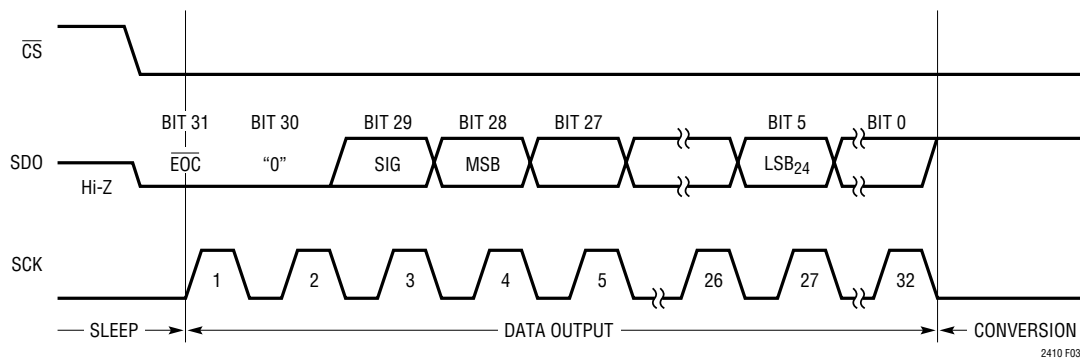 CS
BIT 31 BIT 30 BIT 29 BIT 28 BIT 27 BIT 5 BIT 0
SDO EOC “0” SIG MSB LSB24
Hi-Z
SCK
1 2 3 4 5 26 27 32
SLEEP DATA OUTPUT CONVERSION
2410 F03